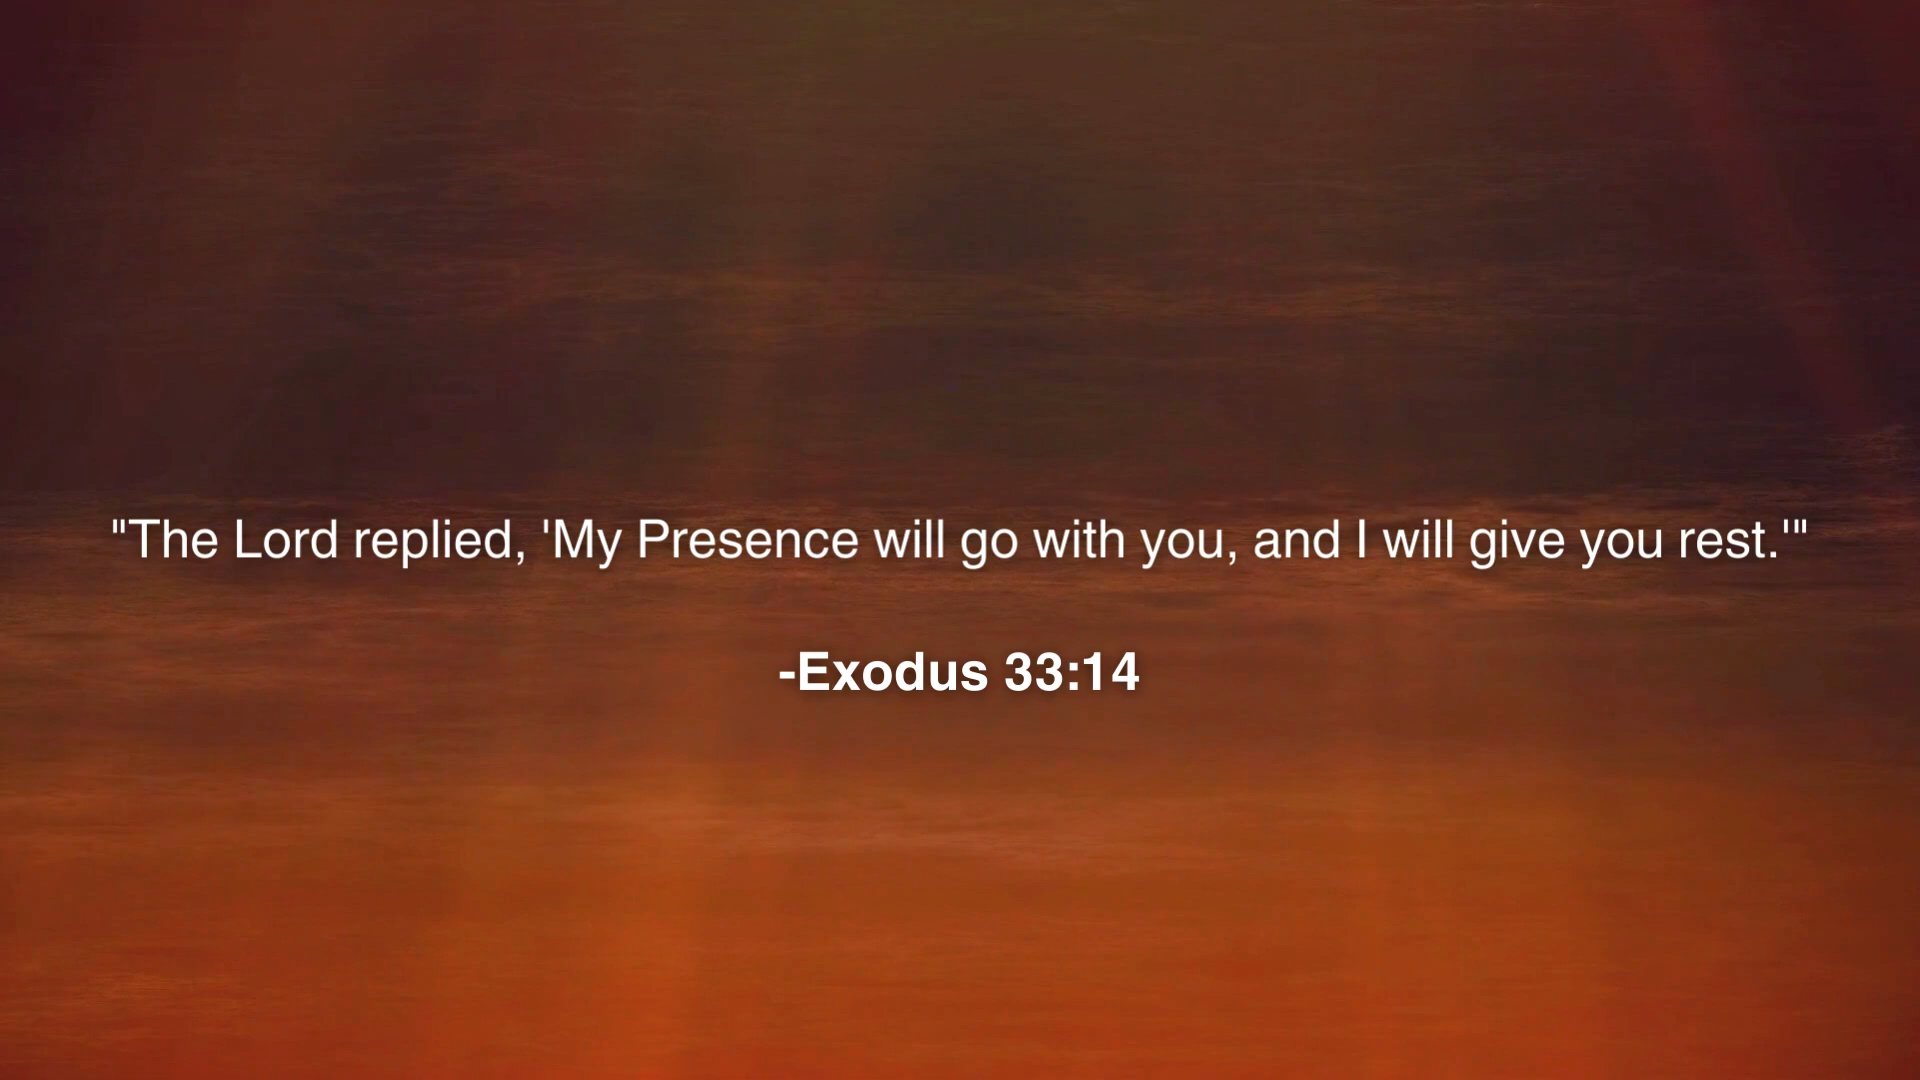 "The Lord replied, 'My Presence will go with you, and I will give you rest.'"
-Exodus 33:14